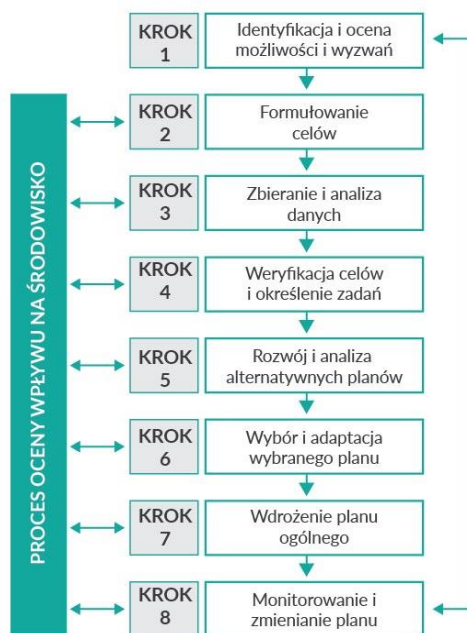 PROCES OCENY WPŁYWU NA ŚRODOWISKO
KROK
1
Identyfikacja i ocena
możliwości i wyzwań
KROK
2
Formułowanie
celów
KROK
3
Zbieranie i analiza
danych
KROK
4
Weryfikacja celów
i określenie zadań
KROK
5
Rozwój i analiza
alternatywnych planów
KROK
6
Wybór i adaptacja
wybranego planu
KROK
7
Wdrożenie planu
ogólnego
KROK
8
Monitorowanie i
zmienianie planu